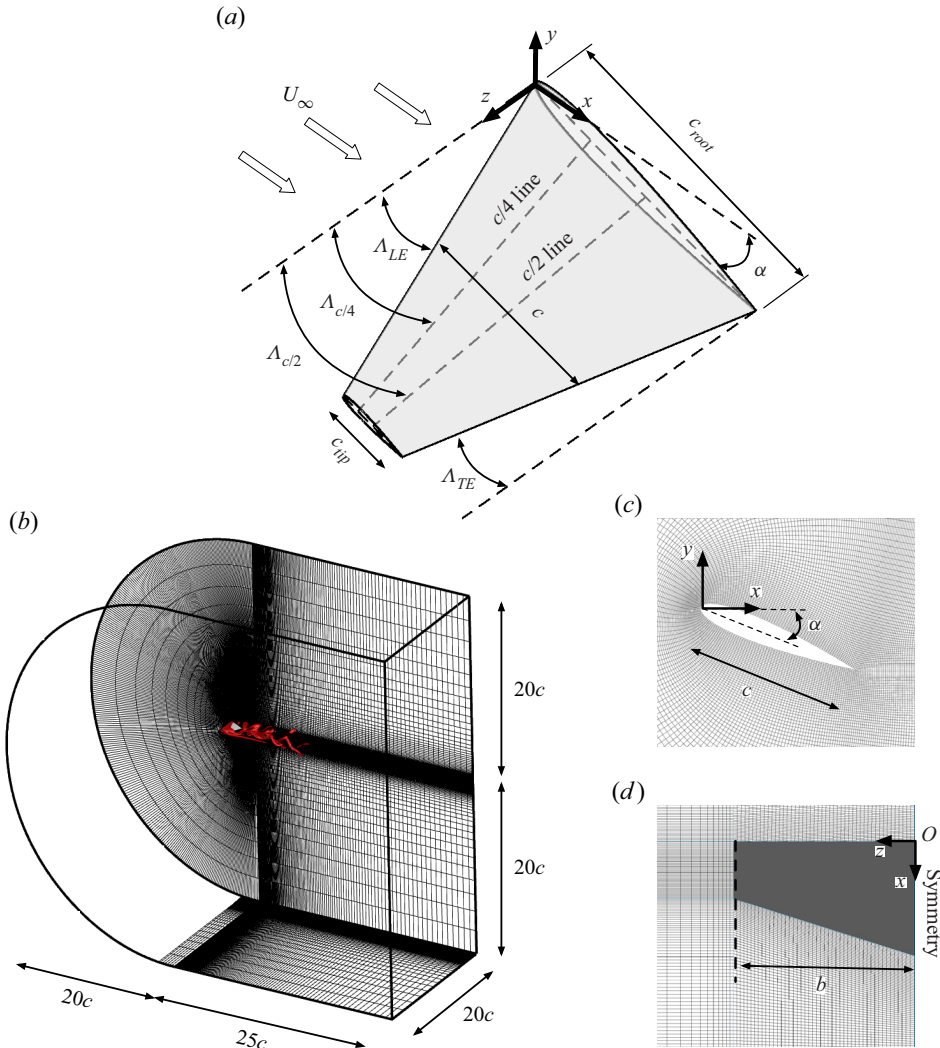 (a)
y
U∞
z
x
c_root
c/4 line
Λ_LE
c/2 line
α
Λ_c/4
c
Λ_c/2
c_tip
Λ_TE
(b)
(c)
y
x
α
20c
c
20c
(d)
O
z
x
Symmetry
b
20c
25c
20c